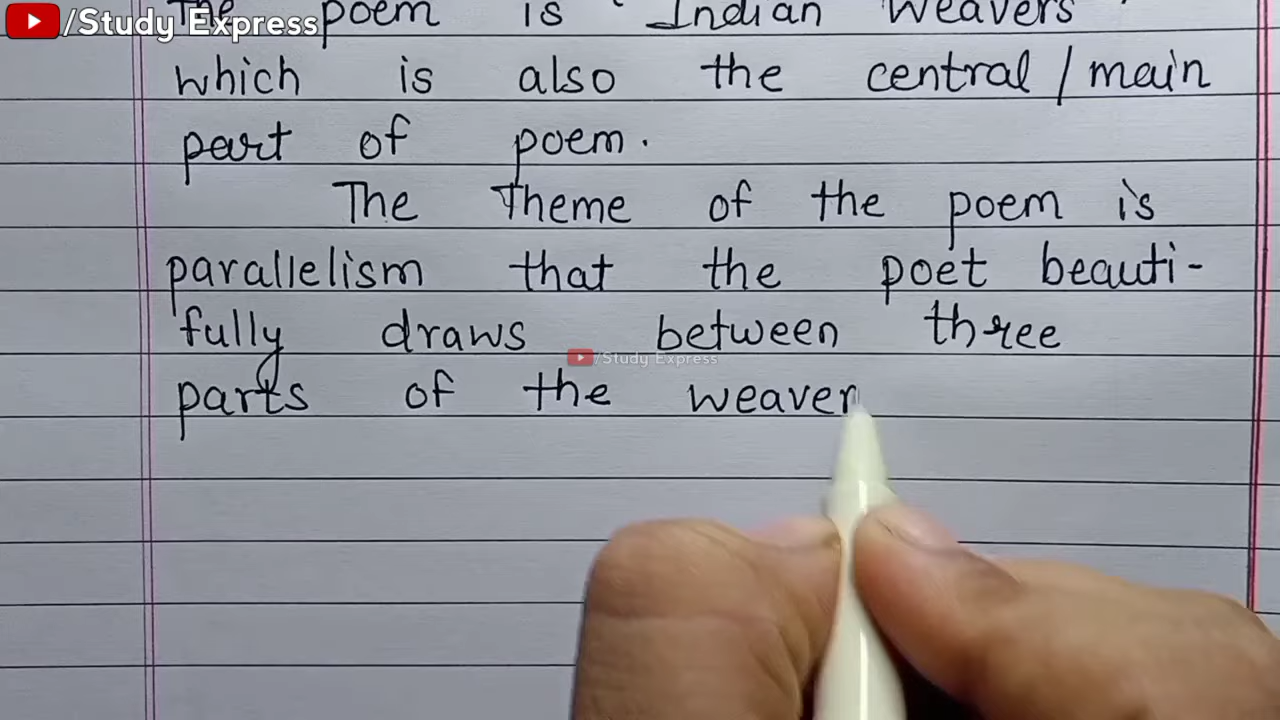 /Study Express
The poem is "Indian Weavers"
which is also the central/main
part of poem.
The Theme of the poem is
parallelism that the poet beauti-
fully draws between three
/Study Express
parts of the weaver